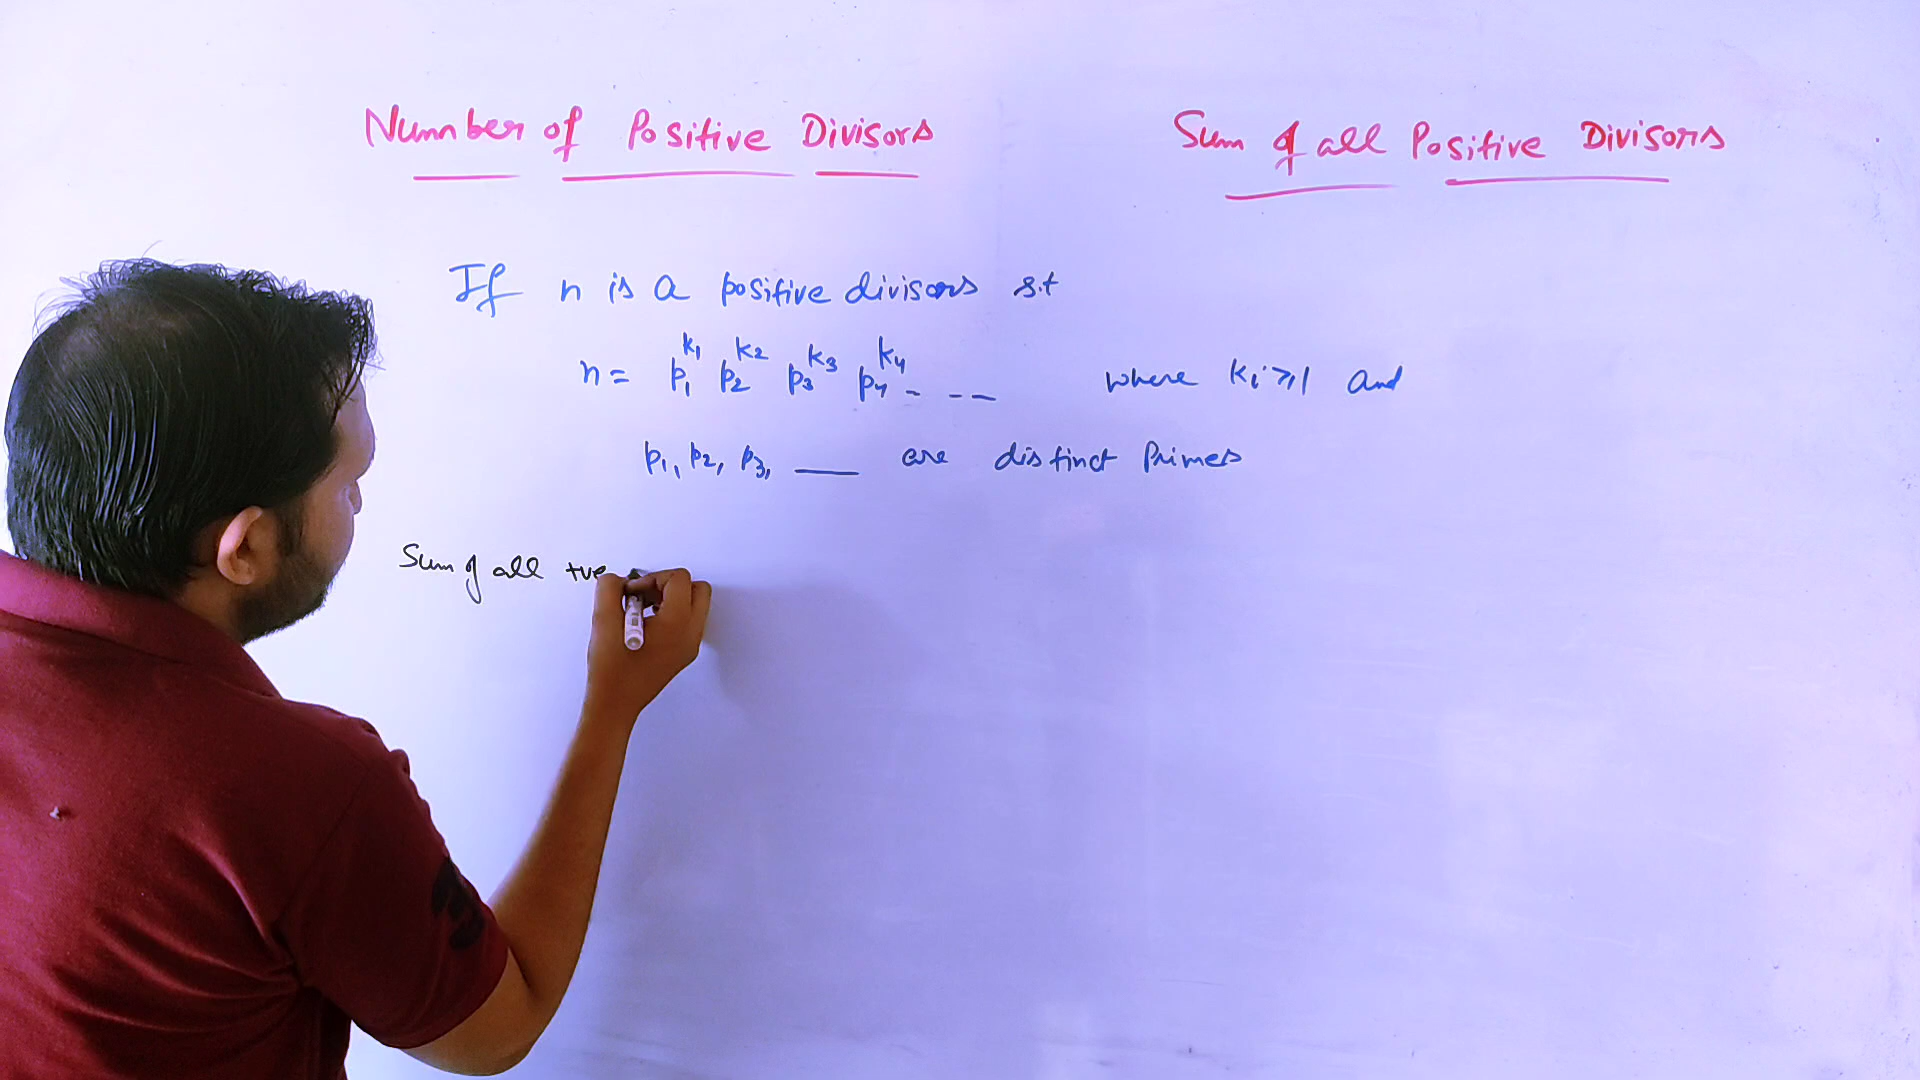 Number of Positive Divisors
Sum of all Positive Divisors
If n is a positive divisors s.t
n = p₁^k₁ p₂^k₂ p₃^k₃ p₄^k₄ - - - where kᵢ ≥ 1 and
p₁, p₂, p₃, — are distinct Primes
Sum of all +ve